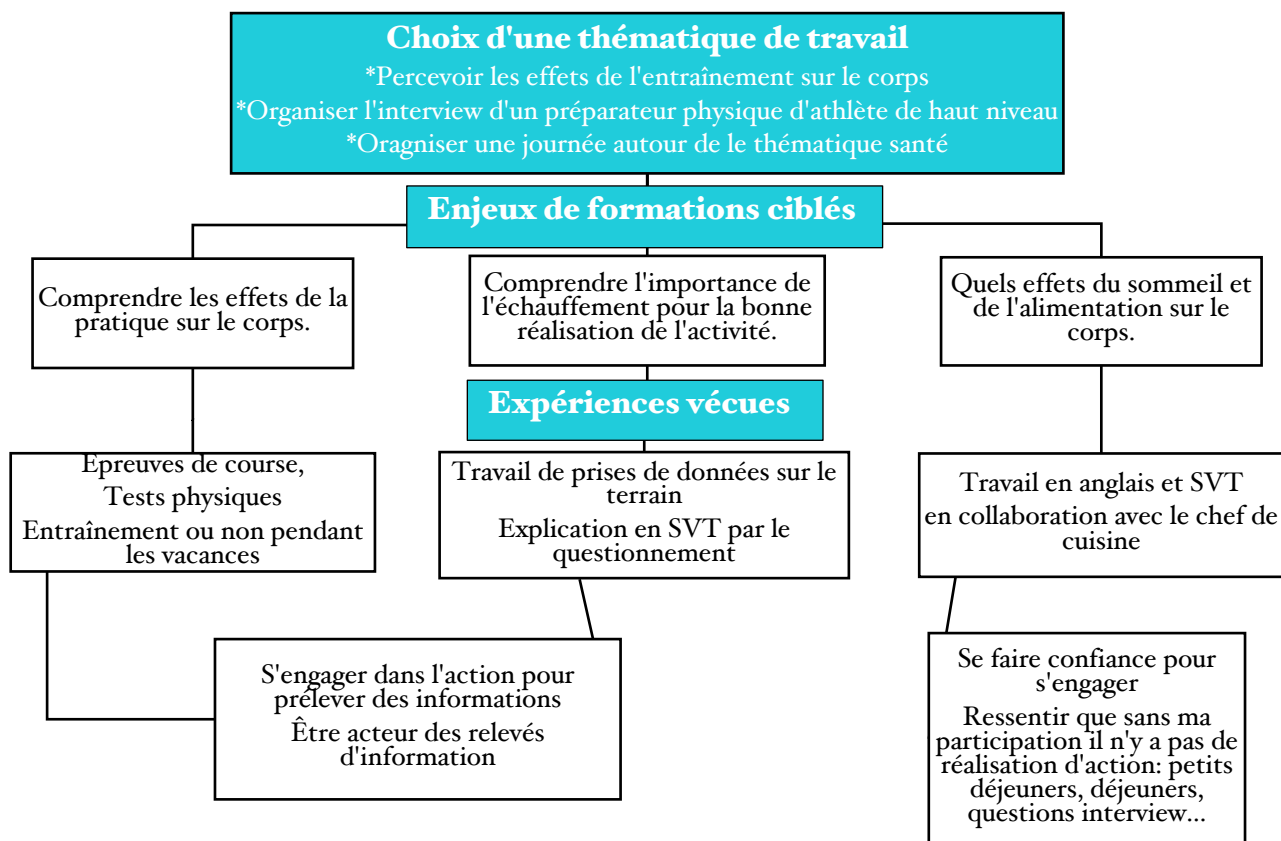 Choix d'une thématique de travail
*Percevoir les effets de l'entraînement sur le corps
*Organiser l'interview d'un préparateur physique d'athlète de haut niveau
*Oragniser une journée autour de le thématique santé
Enjeux de formations ciblés
Comprendre les effets de la
pratique sur le corps.
Comprendre l'importance de
l'échauffement pour la bonne
réalisation de l'activité.
Quels effets du sommeil et
de l'alimentation sur le
corps.
Expériences vécues
Epreuves de course,
Tests physiques
Entraînement ou non pendant
les vacances
Travail de prises de données sur le
terrain
Explication en SVT par le
questionnement
Travail en anglais et SVT
en collaboration avec le chef de
cuisine
S'engager dans l'action pour
prélever des informations
Être acteur des relevés
d'information
Se faire confiance pour
s'engager
Ressentir que sans ma
participation il n'y a pas de
réalisation d'action: petits
déjeuners, déjeuners,
questions interview...